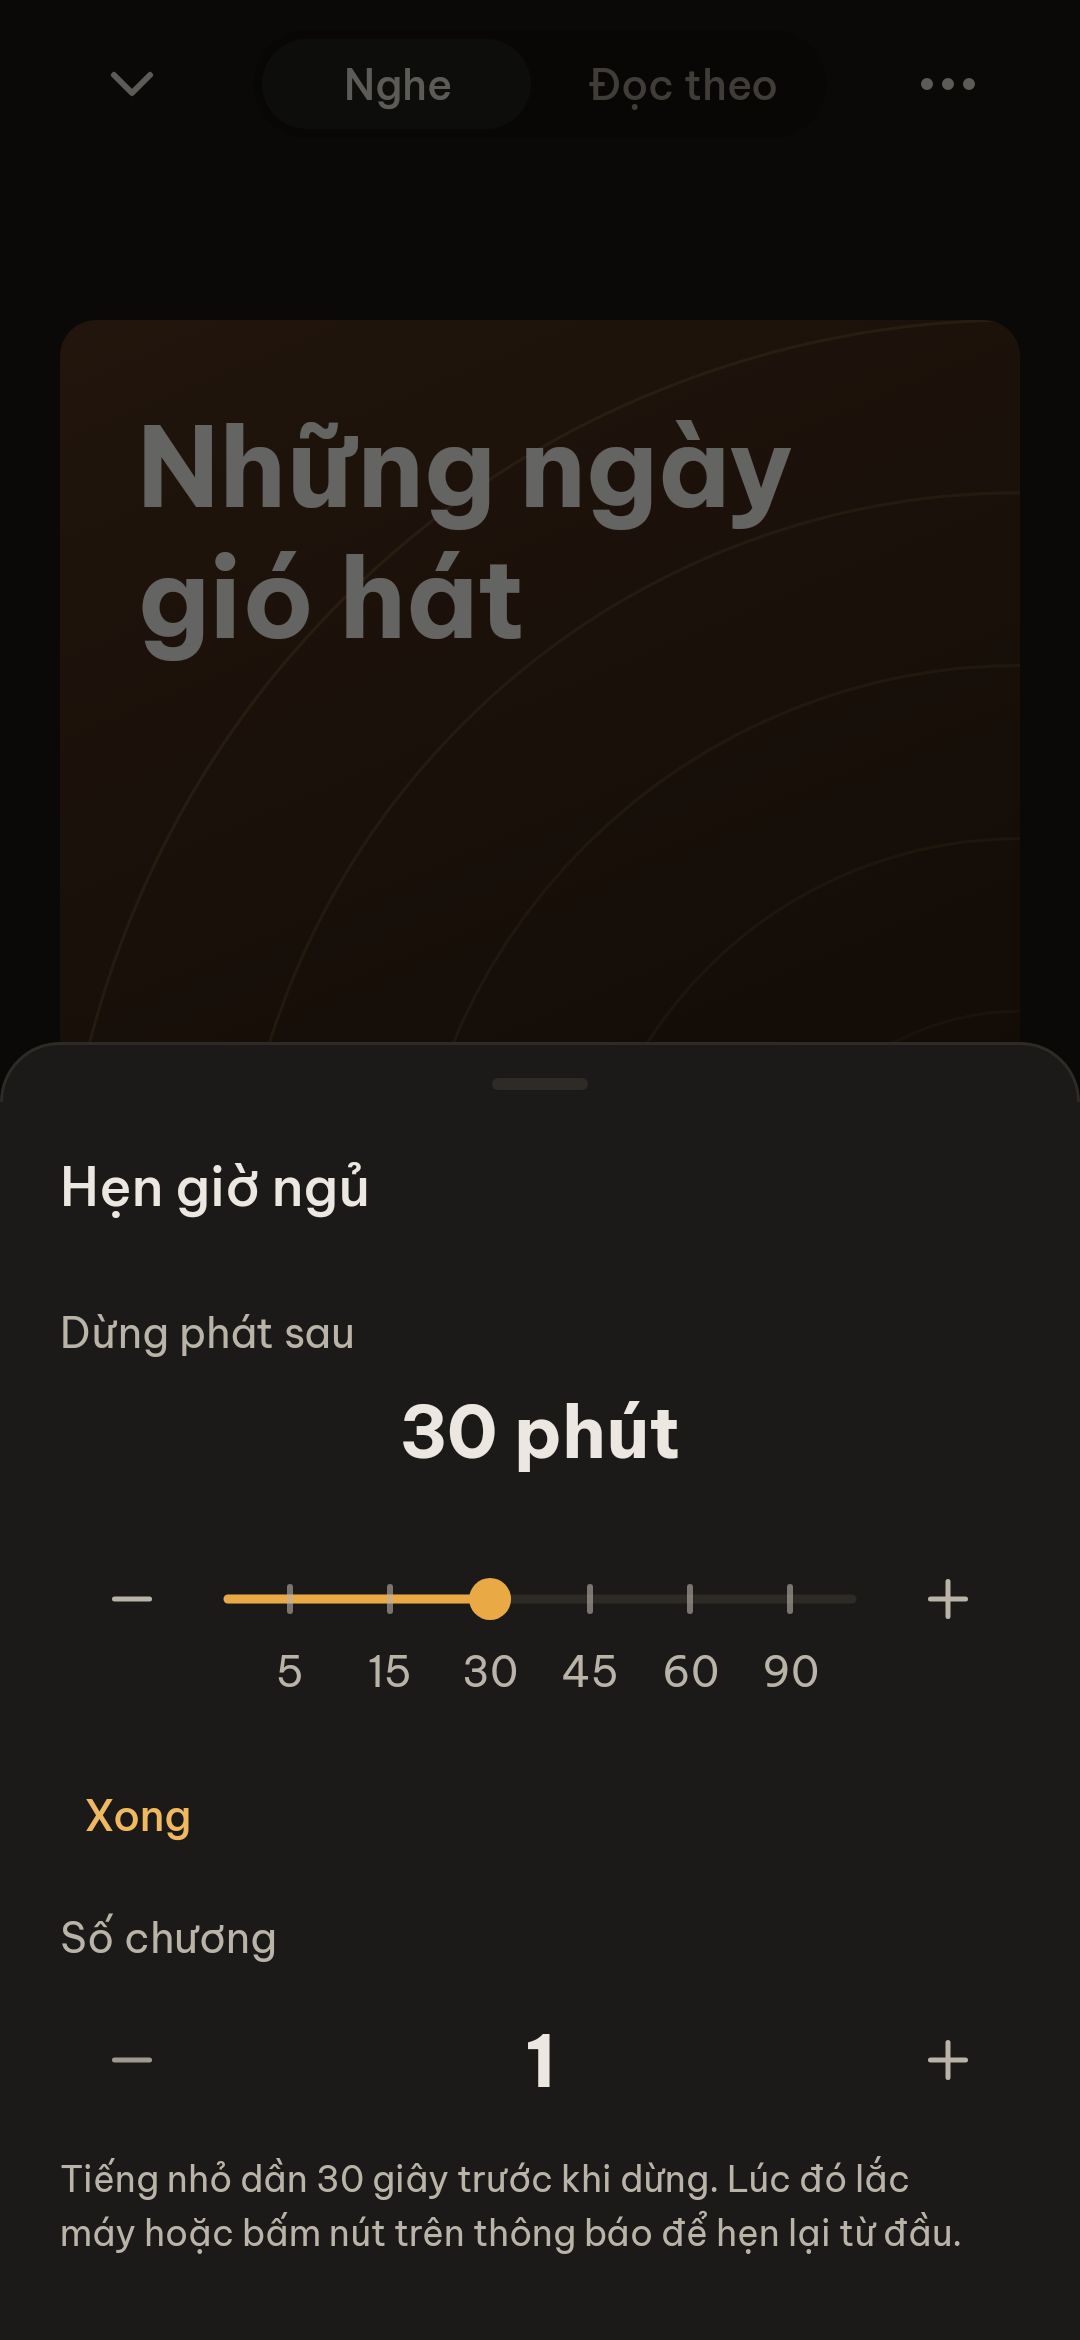 Nghe
Đọc theo
Những ngày
gió hát
Hẹn giờ ngủ
Dừng phát sau
30 phút
5 15 30 45 60 90
Xong
Số chương
1
Tiếng nhỏ dần 30 giây trước khi dừng. Lúc đó lắc
máy hoặc bấm nút trên thông báo để hẹn lại từ đầu.